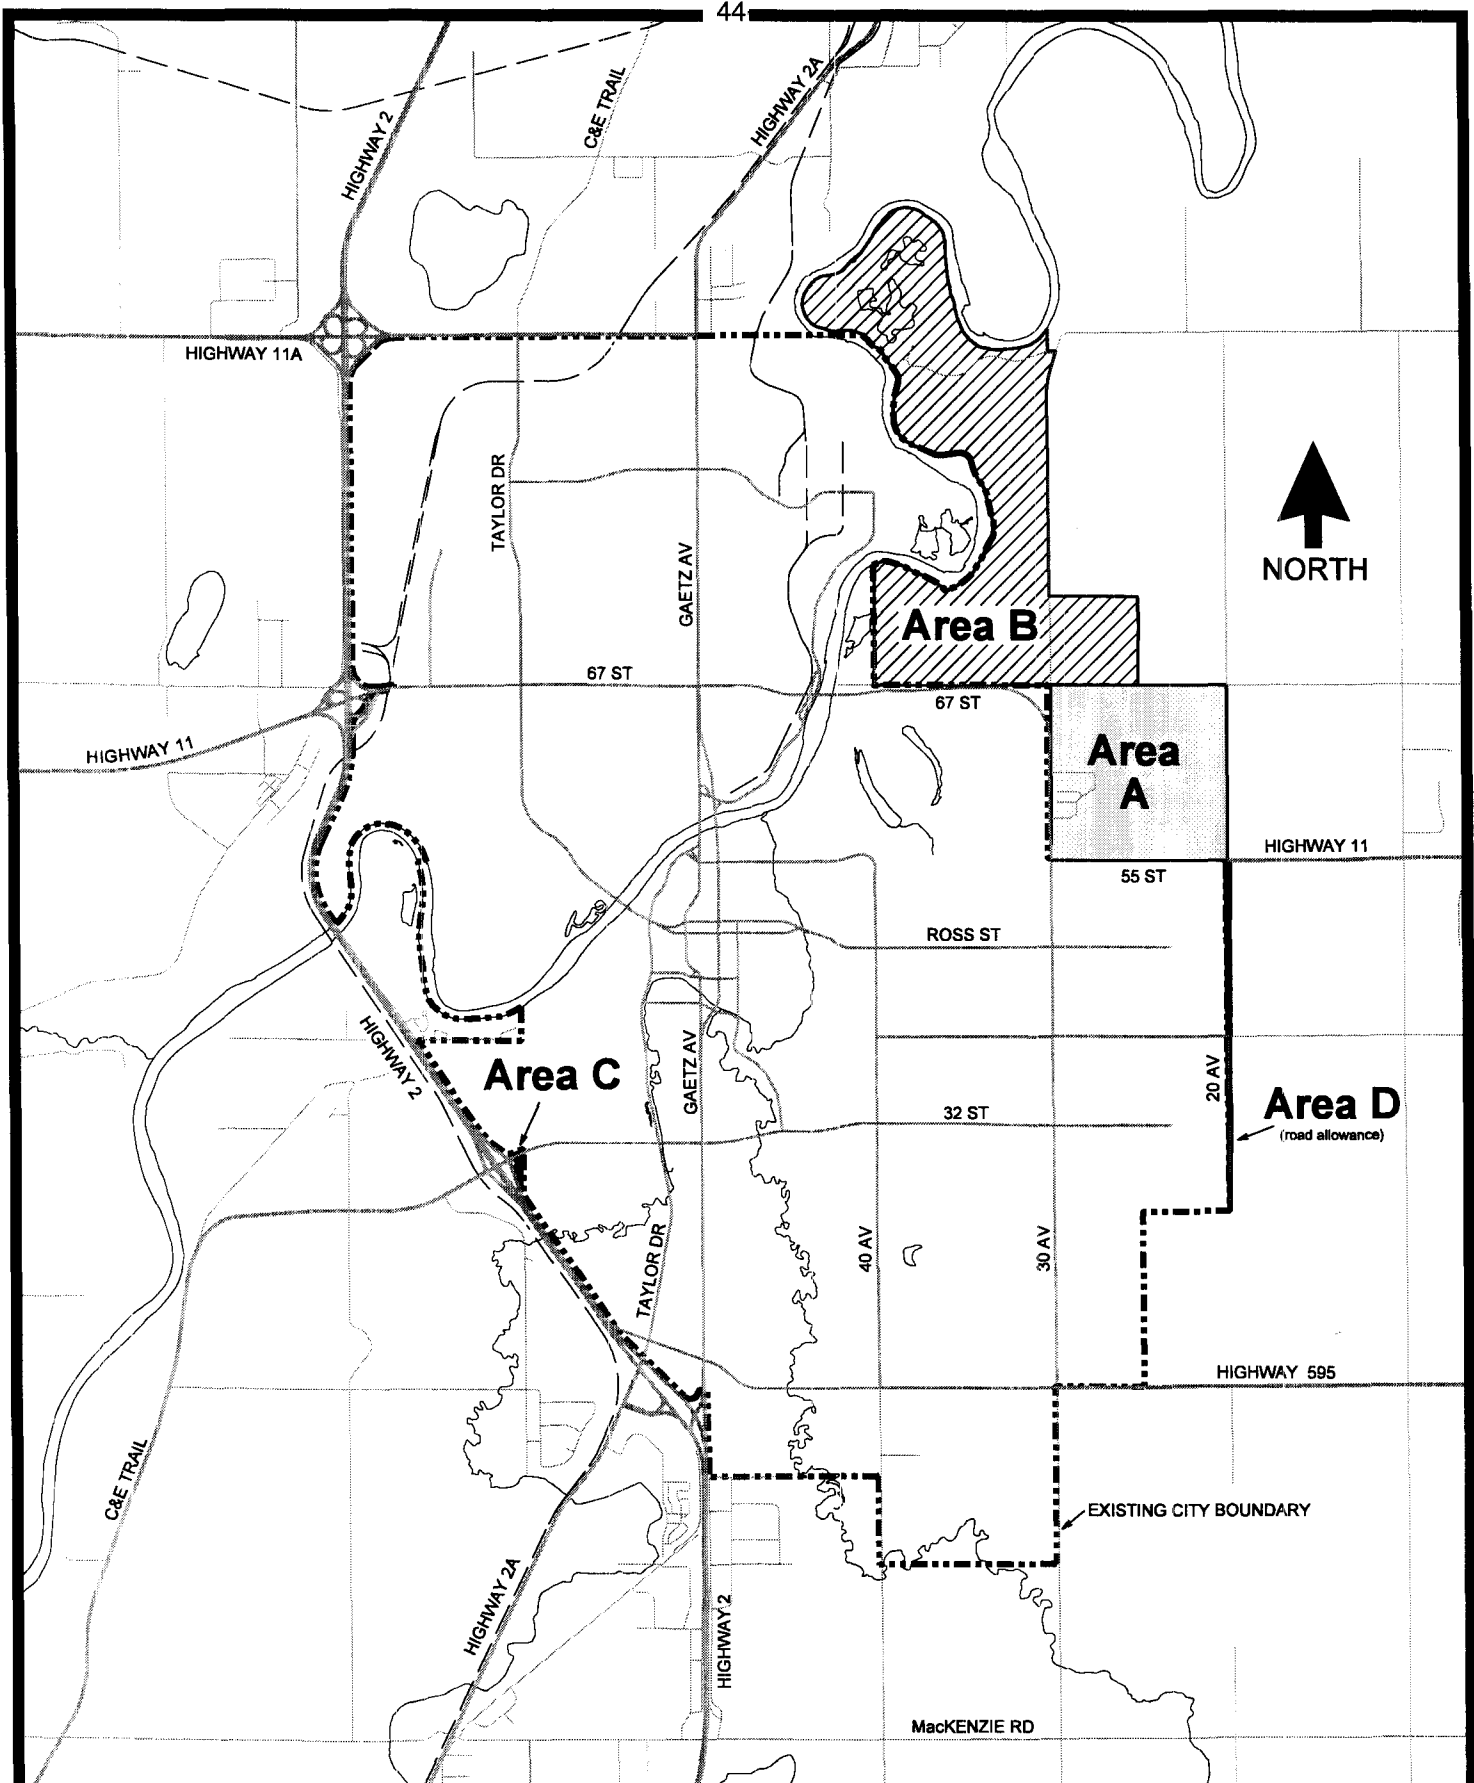 44
HIGHWAY 2
C&E TRAIL
HIGHWAY 2A
HIGHWAY 11A
TAYLOR DR
GAETZ AV
NORTH
Area B
67 ST
67 ST
HIGHWAY 11
Area
A
HIGHWAY 11
55 ST
ROSS ST
HIGHWAY 2
Area C
GAETZ AV
32 ST
20 AV
Area D
(road allowance)
TAYLOR DR
40 AV
30 AV
HIGHWAY 595
C&E TRAIL
EXISTING CITY BOUNDARY
HIGHWAY 2A
HIGHWAY 2
MacKENZIE RD